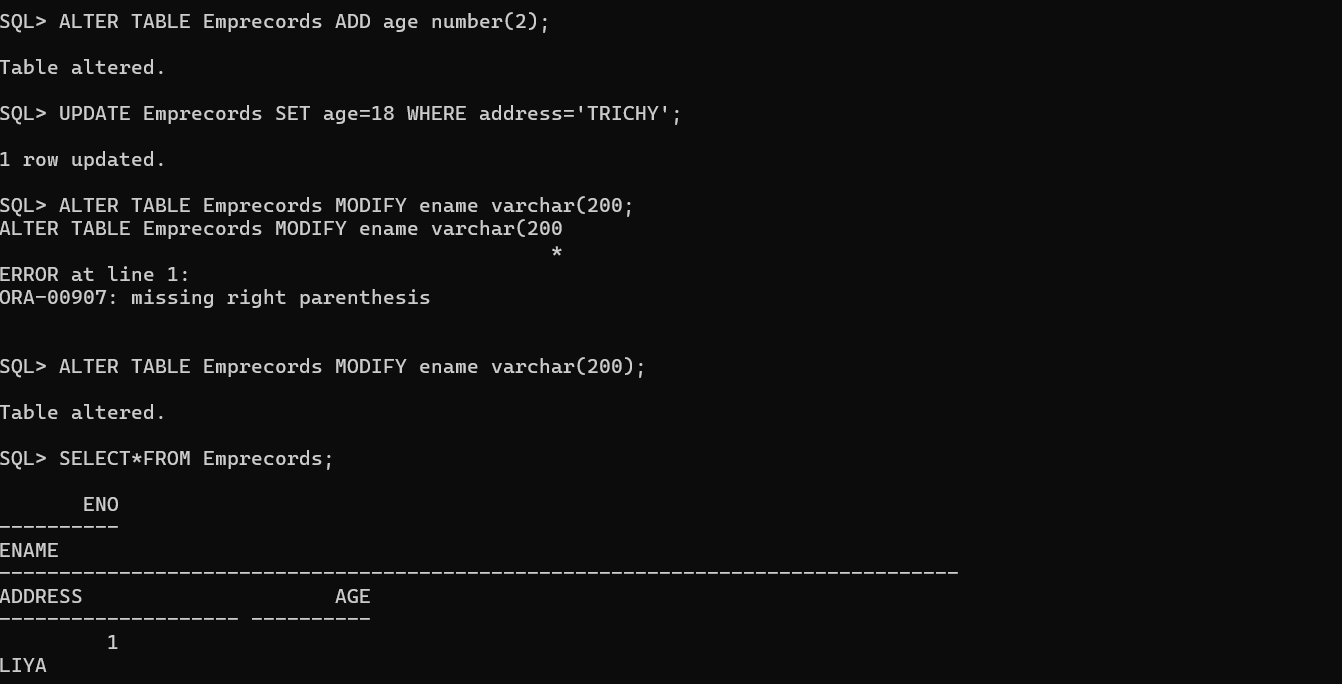 SQL> ALTER TABLE Emprecords ADD age number(2);
Table altered.
SQL> UPDATE Emprecords SET age=18 WHERE address='TRICHY';
1 row updated.
SQL> ALTER TABLE Emprecords MODIFY ename varchar(200;
ALTER TABLE Emprecords MODIFY ename varchar(200
*
ERROR at line 1:
ORA-00907: missing right parenthesis
SQL> ALTER TABLE Emprecords MODIFY ename varchar(200);
Table altered.
SQL> SELECT*FROM Emprecords;
ENO
----------
ENAME
--------------------------------------------------------------------------------
ADDRESS                     AGE
-------------------- ----------
1
LIYA